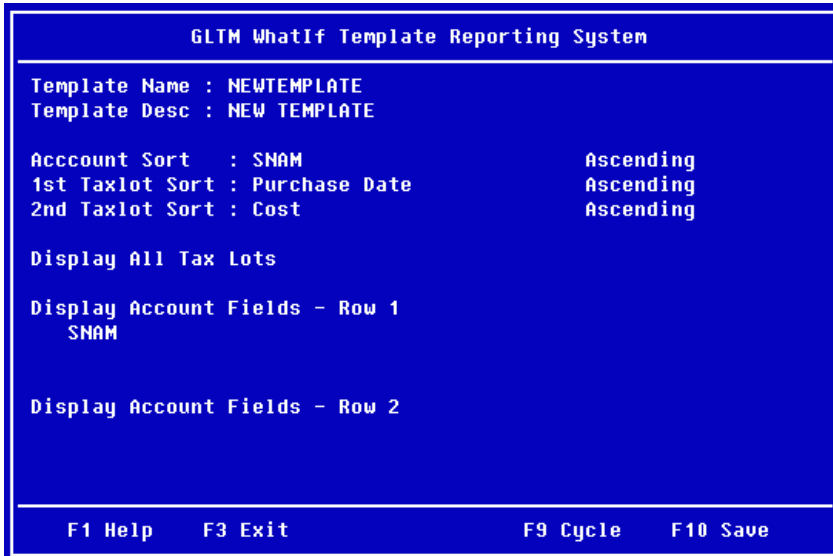 GLTM WhatIf Template Reporting System
Template Name : NEWTEMPLATE
Template Desc : NEW TEMPLATE
Acccount Sort : SNAM Ascending
1st Taxlot Sort : Purchase Date Ascending
2nd Taxlot Sort : Cost Ascending
Display All Tax Lots
Display Account Fields - Row 1
SNAM
Display Account Fields - Row 2
F1 Help F3 Exit F9 Cycle F10 Save